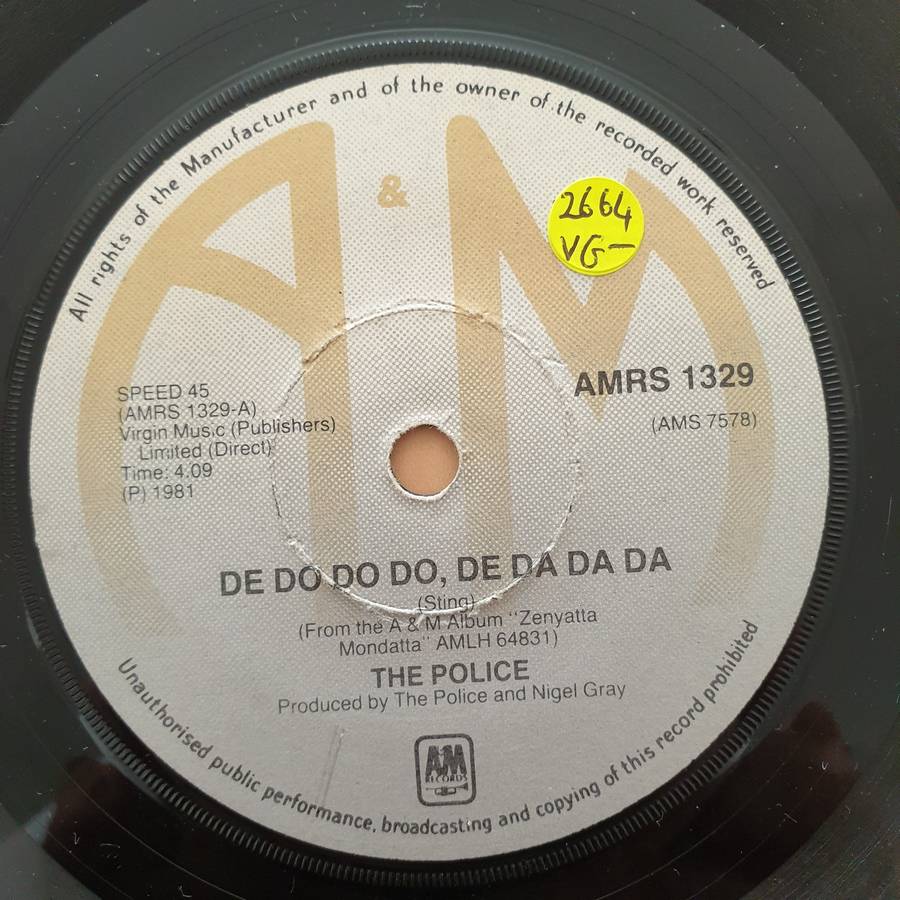 All rights of the Manufacturer and of the owner of the recorded work reserved
A & M
2664
VG-
SPEED 45
(AMRS 1329-A)
Virgin Music (Publishers)
Limited (Direct)
Time: 4.09
(P) 1981
AMRS 1329
(AMS 7578)
DE DO DO DO, DE DA DA DA
(Sting)
(From the A & M Album "Zenyatta
Mondatta" AMLH 64831)
THE POLICE
Produced by The Police and Nigel Gray
AM
RECORDS
Unauthorised public performance, broadcasting and copying of this record prohibited